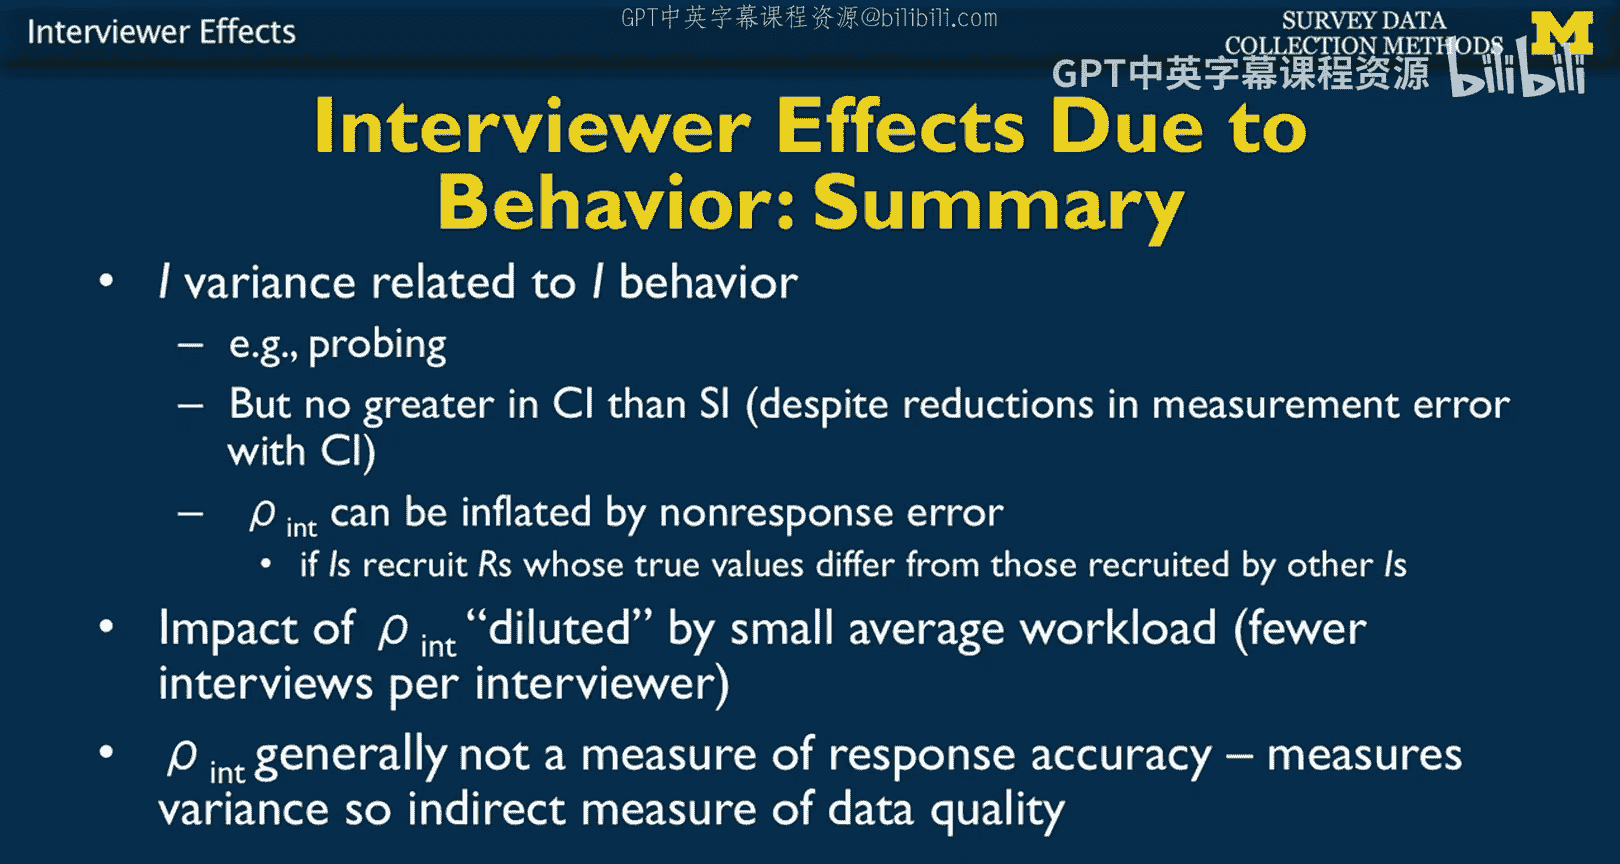 Interviewer Effects
GPT中英字幕课程资源@bilibili.com
SURVEY DATA
COLLECTION METHODS
M
GPT中英字幕课程资源 bilibili
Interviewer Effects Due to
Behavior: Summary
• I variance related to I behavior
– e.g., probing
– But no greater in CI than SI (despite reductions in measurement error
with CI)
– ρ int can be inflated by nonresponse error
• if Is recruit Rs whose true values differ from those recruited by other Is
• Impact of ρ int “diluted” by small average workload (fewer
interviews per interviewer)
• ρ int generally not a measure of response accuracy – measures
variance so indirect measure of data quality